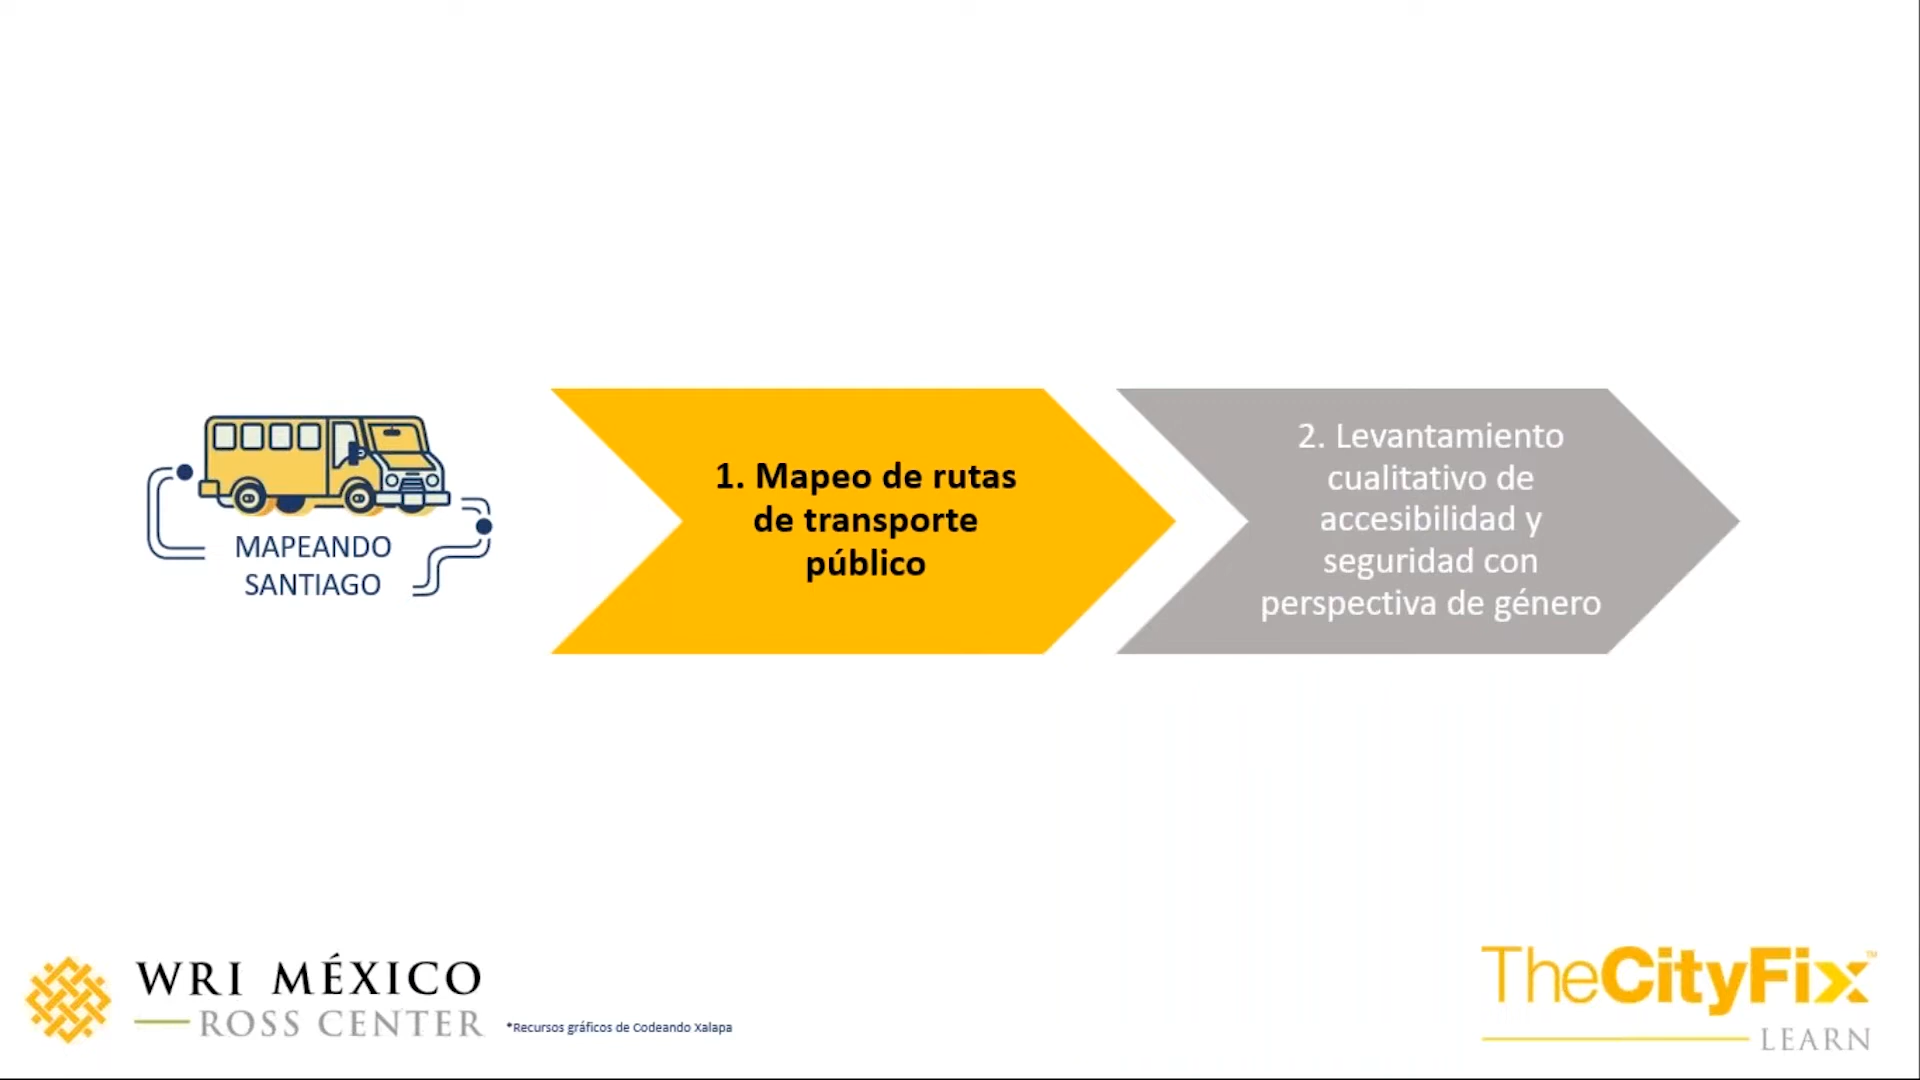 MAPEANDO
SANTIAGO
1. Mapeo de rutas
de transporte
público
2. Levantamiento
cualitativo de
accesibilidad y
seguridad con
perspectiva de género
WRI MÉXICO
ROSS CENTER
*Recursos gráficos de Codeando Xalapa
TheCityFix™
LEARN